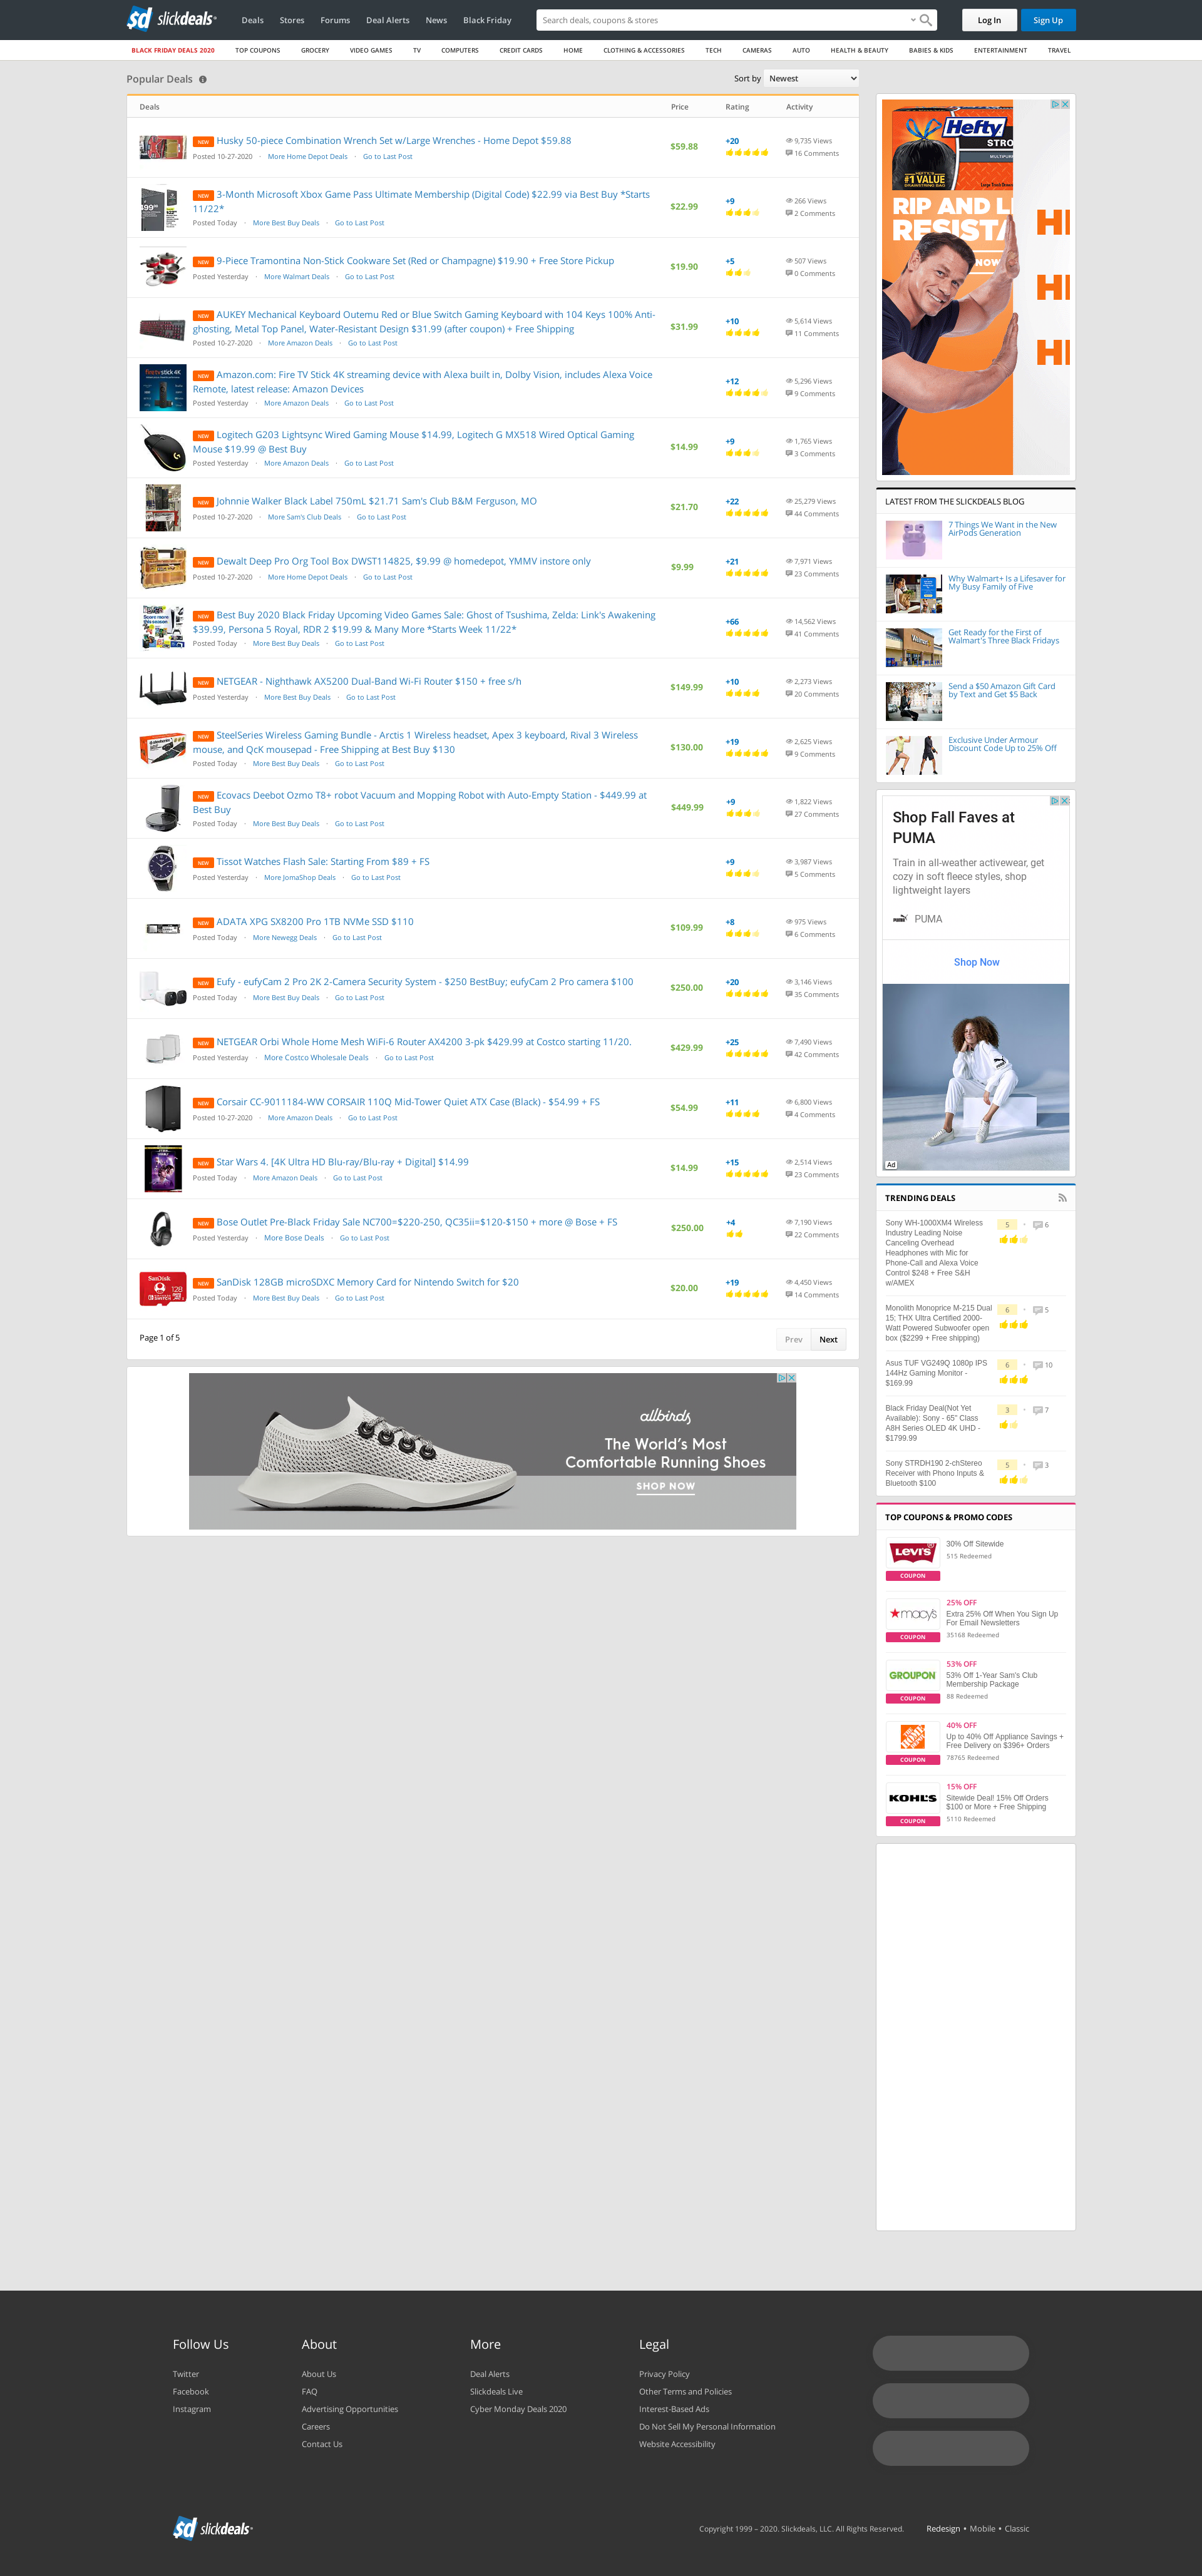 slickdeals
Deals
Stores
Forums
Deal Alerts
News
Black Friday
Search deals, coupons & stores
Log In
Sign Up
BLACK FRIDAY DEALS 2020
TOP COUPONS
GROCERY
VIDEO GAMES
TV
COMPUTERS
CREDIT CARDS
HOME
CLOTHING & ACCESSORIES
TECH
CAMERAS
AUTO
HEALTH & BEAUTY
BABIES & KIDS
ENTERTAINMENT
TRAVEL
Popular Deals
Sort by Newest
Deals Price Rating Activity
NEW Husky 50-piece Combination Wrench Set w/Large Wrenches - Home Depot $59.88
Posted 10-27-2020 · More Home Depot Deals · Go to Last Post
$59.88
+20
9,735 Views
16 Comments
NEW 3-Month Microsoft Xbox Game Pass Ultimate Membership (Digital Code) $22.99 via Best Buy *Starts
11/22*
Posted Today · More Best Buy Deals · Go to Last Post
$22.99
+9
266 Views
2 Comments
NEW 9-Piece Tramontina Non-Stick Cookware Set (Red or Champagne) $19.90 + Free Store Pickup
Posted Yesterday · More Walmart Deals · Go to Last Post
$19.90
+5
507 Views
0 Comments
NEW AUKEY Mechanical Keyboard Outemu Red or Blue Switch Gaming Keyboard with 104 Keys 100% Anti-
ghosting, Metal Top Panel, Water-Resistant Design $31.99 (after coupon) + Free Shipping
Posted 10-27-2020 · More Amazon Deals · Go to Last Post
$31.99
+10
5,614 Views
11 Comments
NEW Amazon.com: Fire TV Stick 4K streaming device with Alexa built in, Dolby Vision, includes Alexa Voice
Remote, latest release: Amazon Devices
Posted Yesterday · More Amazon Deals · Go to Last Post
+12
5,296 Views
9 Comments
NEW Logitech G203 Lightsync Wired Gaming Mouse $14.99, Logitech G MX518 Wired Optical Gaming
Mouse $19.99 @ Best Buy
Posted Yesterday · More Amazon Deals · Go to Last Post
$14.99
+9
1,765 Views
3 Comments
NEW Johnnie Walker Black Label 750mL $21.71 Sam's Club B&M Ferguson, MO
Posted 10-27-2020 · More Sam's Club Deals · Go to Last Post
$21.70
+22
25,279 Views
44 Comments
NEW Dewalt Deep Pro Org Tool Box DWST114825, $9.99 @ homedepot, YMMV instore only
Posted 10-27-2020 · More Home Depot Deals · Go to Last Post
$9.99
+21
7,971 Views
23 Comments
NEW Best Buy 2020 Black Friday Upcoming Video Games Sale: Ghost of Tsushima, Zelda: Link's Awakening
$39.99, Persona 5 Royal, RDR 2 $19.99 & Many More *Starts Week 11/22*
Posted Today · More Best Buy Deals · Go to Last Post
+66
14,562 Views
41 Comments
NEW NETGEAR - Nighthawk AX5200 Dual-Band Wi-Fi Router $150 + free s/h
Posted Yesterday · More Best Buy Deals · Go to Last Post
$149.99
+10
2,273 Views
20 Comments
NEW SteelSeries Wireless Gaming Bundle - Arctis 1 Wireless headset, Apex 3 keyboard, Rival 3 Wireless
mouse, and QcK mousepad - Free Shipping at Best Buy $130
Posted Today · More Best Buy Deals · Go to Last Post
$130.00
+19
2,625 Views
9 Comments
NEW Ecovacs Deebot Ozmo T8+ robot Vacuum and Mopping Robot with Auto-Empty Station - $449.99 at
Best Buy
Posted Today · More Best Buy Deals · Go to Last Post
$449.99
+9
1,822 Views
27 Comments
NEW Tissot Watches Flash Sale: Starting From $89 + FS
Posted Yesterday · More JomaShop Deals · Go to Last Post
+9
3,987 Views
5 Comments
NEW ADATA XPG SX8200 Pro 1TB NVMe SSD $110
Posted Today · More Newegg Deals · Go to Last Post
$109.99
+8
975 Views
6 Comments
NEW Eufy - eufyCam 2 Pro 2K 2-Camera Security System - $250 BestBuy; eufyCam 2 Pro camera $100
Posted Today · More Best Buy Deals · Go to Last Post
$250.00
+20
3,146 Views
35 Comments
NEW NETGEAR Orbi Whole Home Mesh WiFi-6 Router AX4200 3-pk $429.99 at Costco starting 11/20.
Posted Yesterday · More Costco Wholesale Deals · Go to Last Post
$429.99
+25
7,490 Views
42 Comments
NEW Corsair CC-9011184-WW CORSAIR 110Q Mid-Tower Quiet ATX Case (Black) - $54.99 + FS
Posted 10-27-2020 · More Amazon Deals · Go to Last Post
$54.99
+11
6,800 Views
4 Comments
NEW Star Wars 4. [4K Ultra HD Blu-ray/Blu-ray + Digital] $14.99
Posted Today · More Amazon Deals · Go to Last Post
$14.99
+15
2,514 Views
23 Comments
NEW Bose Outlet Pre-Black Friday Sale NC700=$220-250, QC35ii=$120-$150 + more @ Bose + FS
Posted Yesterday · More Bose Deals · Go to Last Post
$250.00
+4
7,190 Views
22 Comments
NEW SanDisk 128GB microSDXC Memory Card for Nintendo Switch for $20
Posted Today · More Best Buy Deals · Go to Last Post
$20.00
+19
4,450 Views
14 Comments
Page 1 of 5
Prev Next
allbirds
The World's Most
Comfortable Running Shoes
SHOP NOW
Hefty
STRO
#1 VALUE
RIP AND L
RESISTA
NOW
HI
HI
HI
LATEST FROM THE SLICKDEALS BLOG
7 Things We Want in the New
AirPods Generation
Why Walmart+ Is a Lifesaver for
My Busy Family of Five
Get Ready for the First of
Walmart's Three Black Fridays
Send a $50 Amazon Gift Card
by Text and Get $5 Back
Exclusive Under Armour
Discount Code Up to 25% Off
Shop Fall Faves at
PUMA
Train in all-weather activewear, get
cozy in soft fleece styles, shop
lightweight layers
PUMA
Shop Now
Ad
TRENDING DEALS
Sony WH-1000XM4 Wireless
Industry Leading Noise
Canceling Overhead
Headphones with Mic for
Phone-Call and Alexa Voice
Control $248 + Free S&H
w/AMEX
5 • 6
Monolith Monoprice M-215 Dual
15; THX Ultra Certified 2000-
Watt Powered Subwoofer open
box ($2299 + Free shipping)
6 • 5
Asus TUF VG249Q 1080p IPS
144Hz Gaming Monitor -
$169.99
6 • 10
Black Friday Deal(Not Yet
Available): Sony - 65" Class
A8H Series OLED 4K UHD -
$1799.99
3 • 7
Sony STRDH190 2-chStereo
Receiver with Phono Inputs &
Bluetooth $100
5 • 3
TOP COUPONS & PROMO CODES
LEVI'S
COUPON
30% Off Sitewide
515 Redeemed
macy's
COUPON
25% OFF
Extra 25% Off When You Sign Up
For Email Newsletters
35168 Redeemed
GROUPON
COUPON
53% OFF
53% Off 1-Year Sam's Club
Membership Package
88 Redeemed
COUPON
40% OFF
Up to 40% Off Appliance Savings +
Free Delivery on $396+ Orders
78765 Redeemed
KOHL'S
COUPON
15% OFF
Sitewide Deal! 15% Off Orders
$100 or More + Free Shipping
5110 Redeemed
Follow Us
Twitter
Facebook
Instagram
About
About Us
FAQ
Advertising Opportunities
Careers
Contact Us
More
Deal Alerts
Slickdeals Live
Cyber Monday Deals 2020
Legal
Privacy Policy
Other Terms and Policies
Interest-Based Ads
Do Not Sell My Personal Information
Website Accessibility
slickdeals
Copyright 1999 – 2020. Slickdeals, LLC. All Rights Reserved.
Redesign • Mobile • Classic